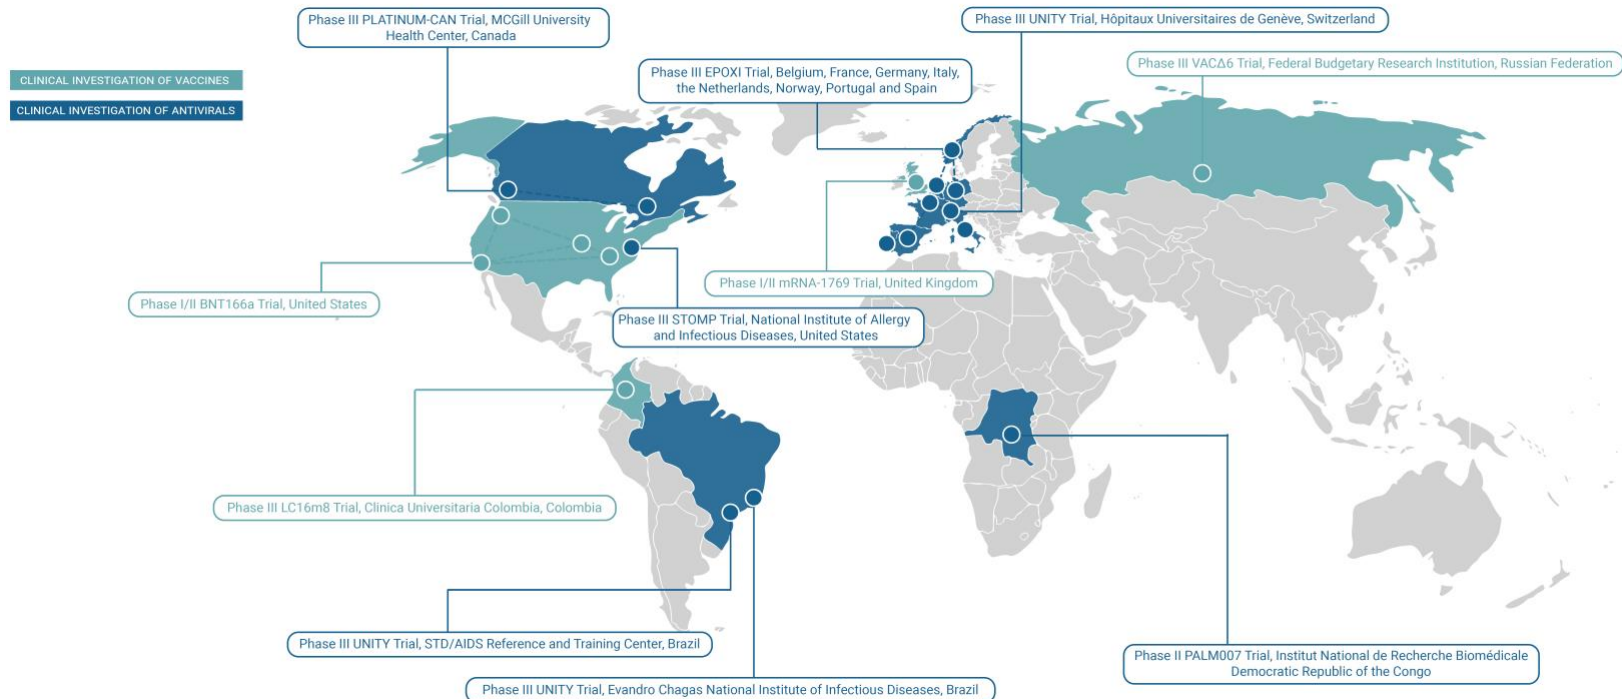 Phase III PLATINUM-CAN Trial, MCGill University
Health Center, Canada
Phase III UNITY Trial, Hôpitaux Universitaires de Genève, Switzerland
Phase III EPOXI Trial, Belgium, France, Germany, Italy,
the Netherlands, Norway, Portugal and Spain
Phase III VACΔ6 Trial, Federal Budgetary Research Institution, Russian Federation
CLINICAL INVESTIGATION OF VACCINES
CLINICAL INVESTIGATION OF ANTIVIRALS
Phase I/II BNT166a Trial, United States
Phase I/II mRNA-1769 Trial, United Kingdom
Phase III STOMP Trial, National Institute of Allergy
and Infectious Diseases, United States
Phase III LC16m8 Trial, Clinica Universitaria Colombia, Colombia
Phase III UNITY Trial, STD/AIDS Reference and Training Center, Brazil
Phase II PALM007 Trial, Institut National de Recherche Biomédicale
Democratic Republic of the Congo
Phase III UNITY Trial, Evandro Chagas National Institute of Infectious Diseases, Brazil